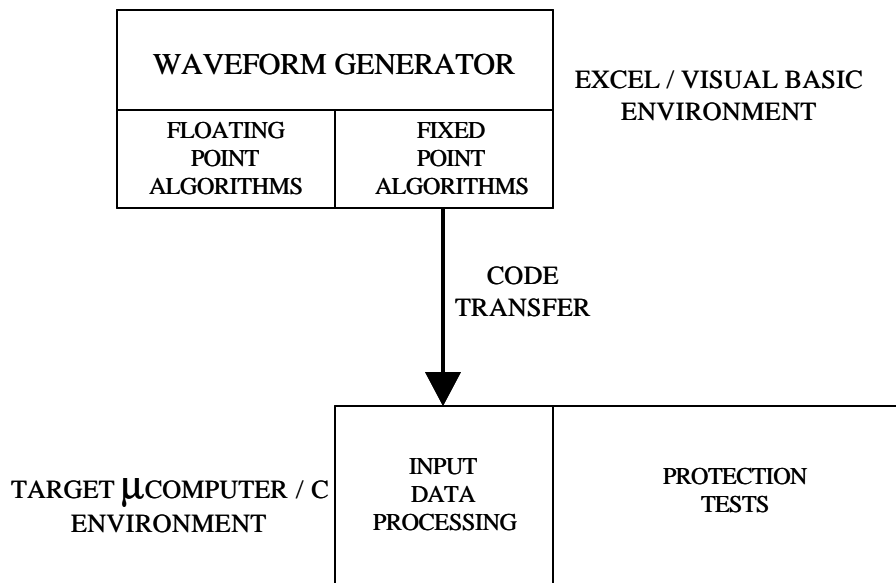 WAVEFORM GENERATOR
EXCEL / VISUAL BASIC
ENVIRONMENT
FLOATING
POINT
ALGORITHMS
FIXED
POINT
ALGORITHMS
CODE
TRANSFER
TARGET μCOMPUTER / C
ENVIRONMENT
INPUT
DATA
PROCESSING
PROTECTION
TESTS